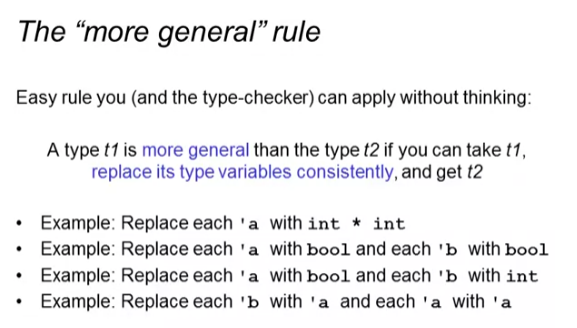 The “more general” rule
Easy rule you (and the type-checker) can apply without thinking:
A type t1 is more general than the type t2 if you can take t1,
replace its type variables consistently, and get t2
• Example: Replace each 'a with int * int
• Example: Replace each 'a with bool and each 'b with bool
• Example: Replace each 'a with bool and each 'b with int
• Example: Replace each 'b with 'a and each 'a with 'a